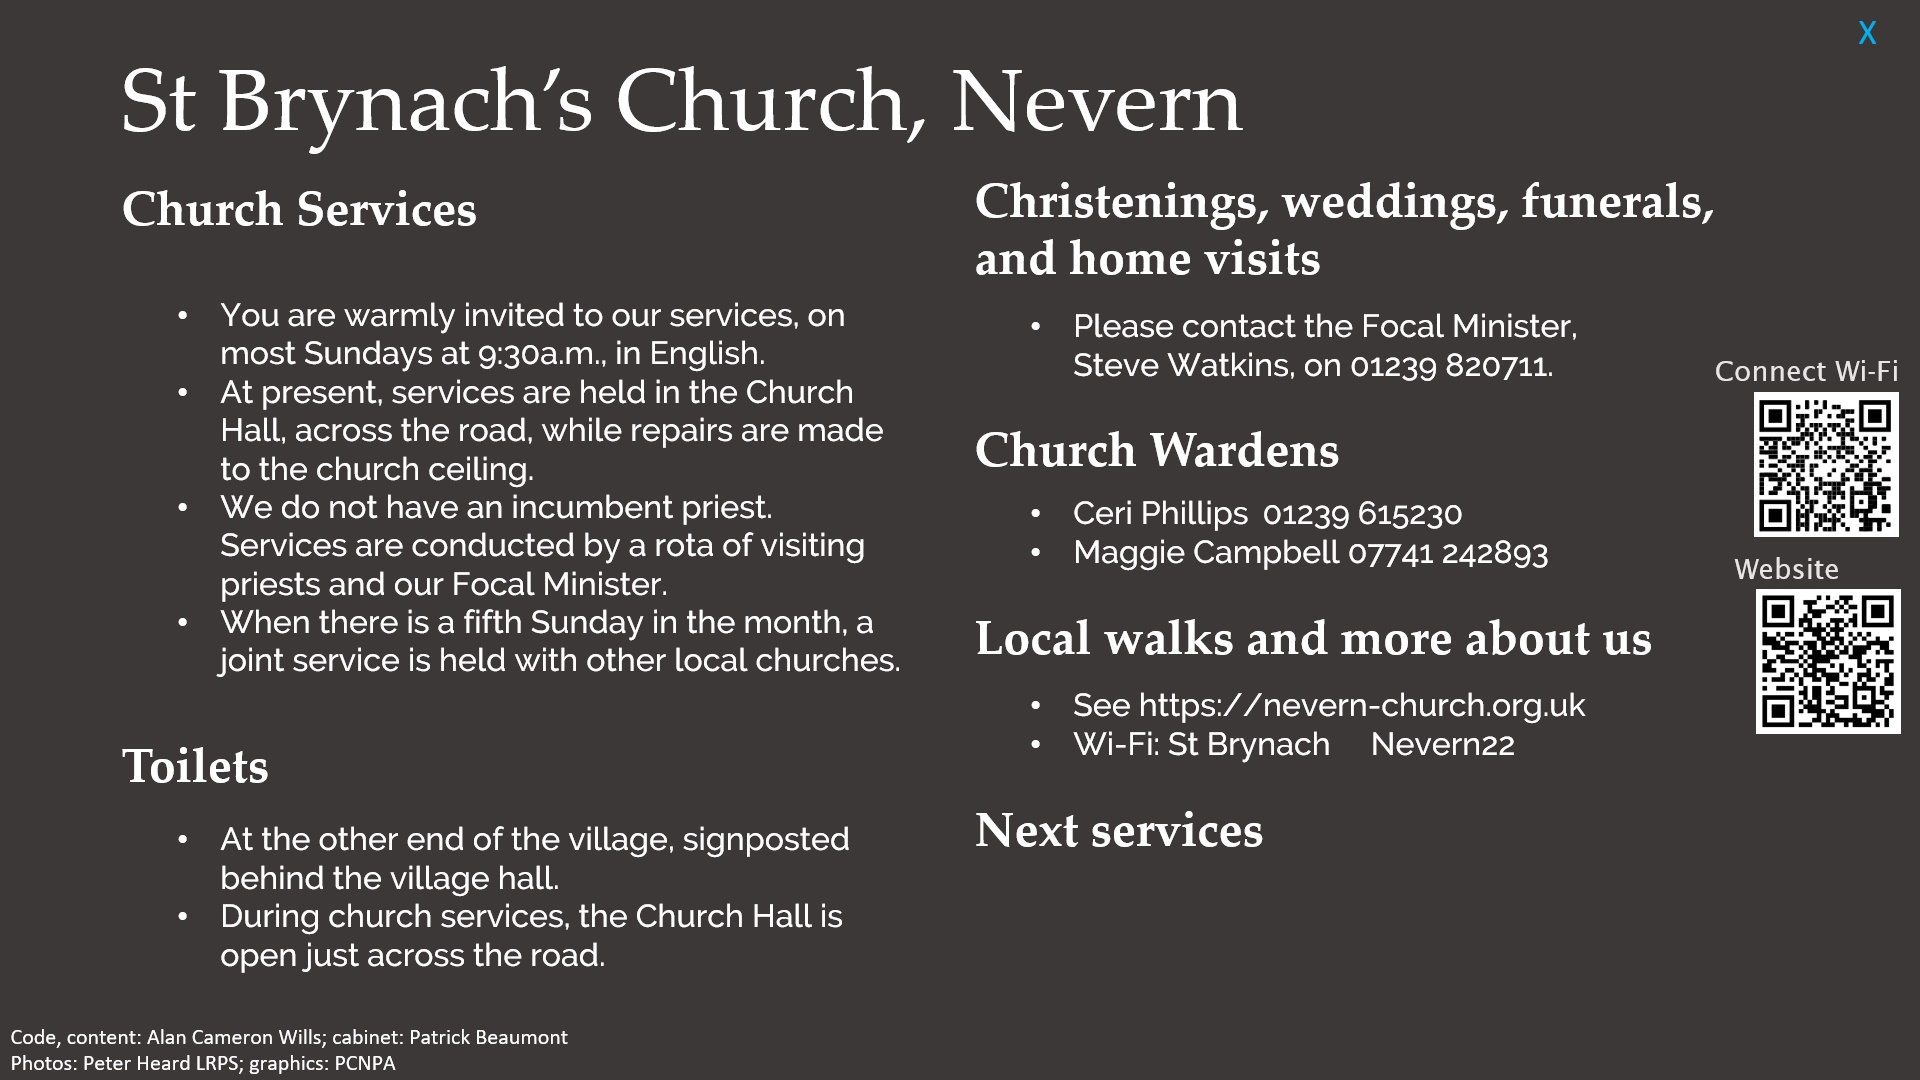 X
St Brynach’s Church, Nevern
Church Services
• You are warmly invited to our services, on
most Sundays at 9:30a.m., in English.
• At present, services are held in the Church
Hall, across the road, while repairs are made
to the church ceiling.
• We do not have an incumbent priest.
Services are conducted by a rota of visiting
priests and our Focal Minister.
• When there is a fifth Sunday in the month, a
joint service is held with other local churches.
Toilets
• At the other end of the village, signposted
behind the village hall.
• During church services, the Church Hall is
open just across the road.
Christenings, weddings, funerals,
and home visits
• Please contact the Focal Minister,
Steve Watkins, on 01239 820711.
Church Wardens
• Ceri Phillips 01239 615230
• Maggie Campbell 07741 242893
Local walks and more about us
• See https://nevern-church.org.uk
• Wi-Fi: St Brynach Nevern22
Next services
Connect Wi-Fi
Website
Code, content: Alan Cameron Wills; cabinet: Patrick Beaumont
Photos: Peter Heard LRPS; graphics: PCNPA